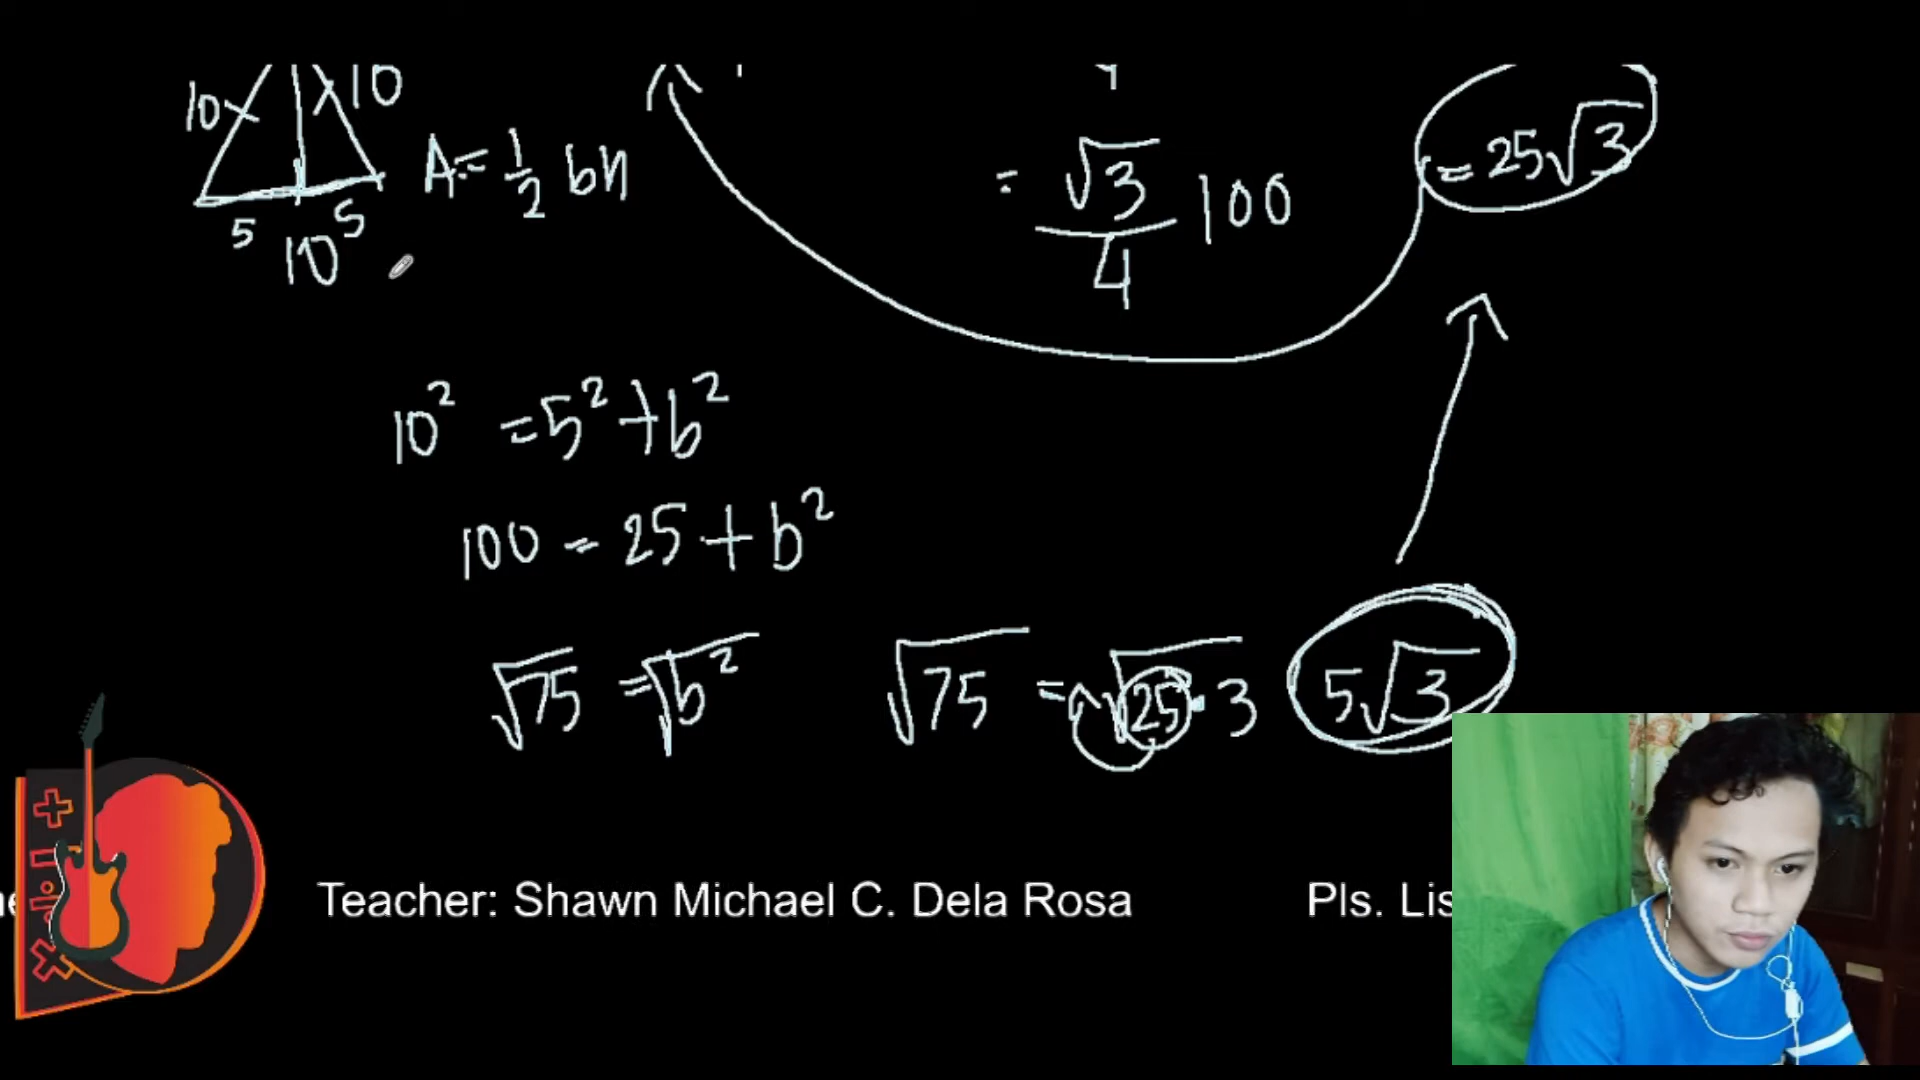 10 10
A = 1/2 bh
5 5
10
= √3/4 100
= 25√3
10² = 5² + b²
100 = 25 + b²
√75 = √b²
√75 = √25 · 3 5√3
Teacher: Shawn Michael C. Dela Rosa Pls. Lis